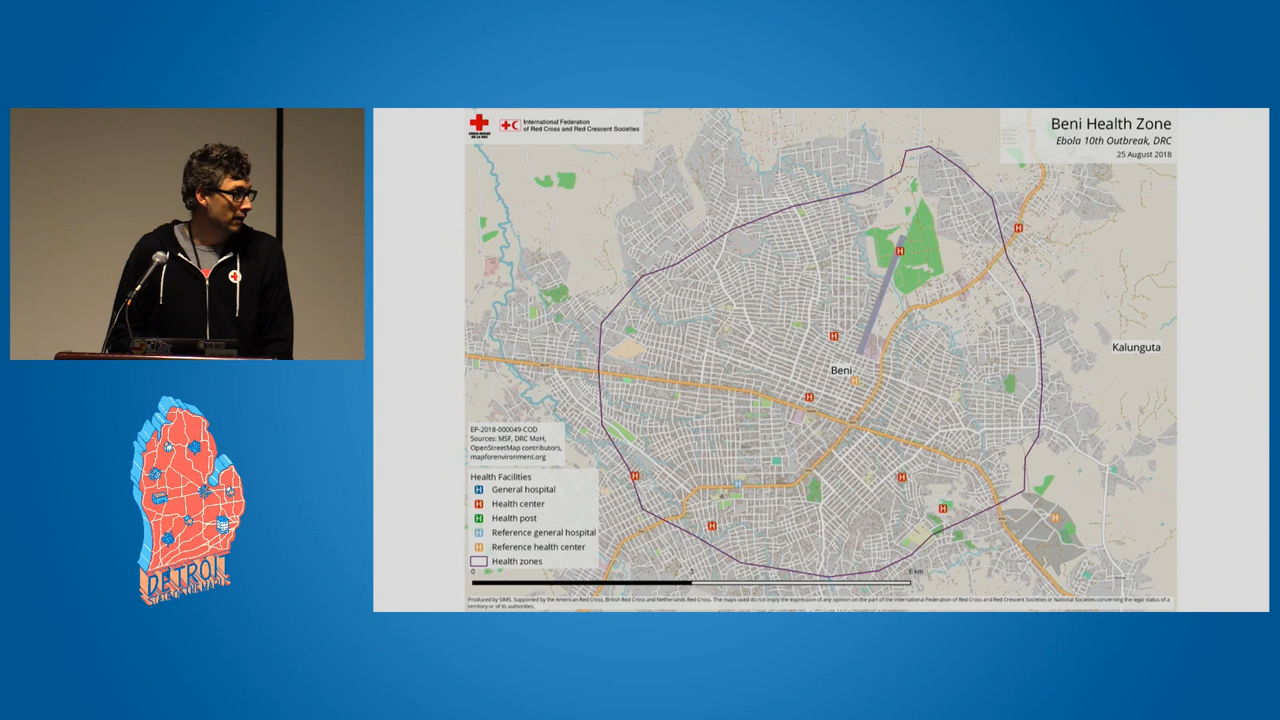 International Federation
of Red Cross and Red Crescent Societies
Beni Health Zone
Ebola 10th Outbreak, DRC
25 August 2018
Kalunguta
Beni
EP-2018-000049-COD
Sources: MSF, DRC MoH,
OpenStreetMap contributors,
mapforenvironment.org
Health Facilities
H General hospital
H Health center
H Health post
H Reference general hospital
H Reference health center
Health zones
0 3 6 km
Produced by SIMS. Supported by the American Red Cross, British Red Cross and Netherlands Red Cross. The maps used do not imply the expression of any opinion on the part of the International Federation of Red Cross and Red Crescent Societies or National Societies concerning the legal status of a
territory or of its authorities.
DETROIT